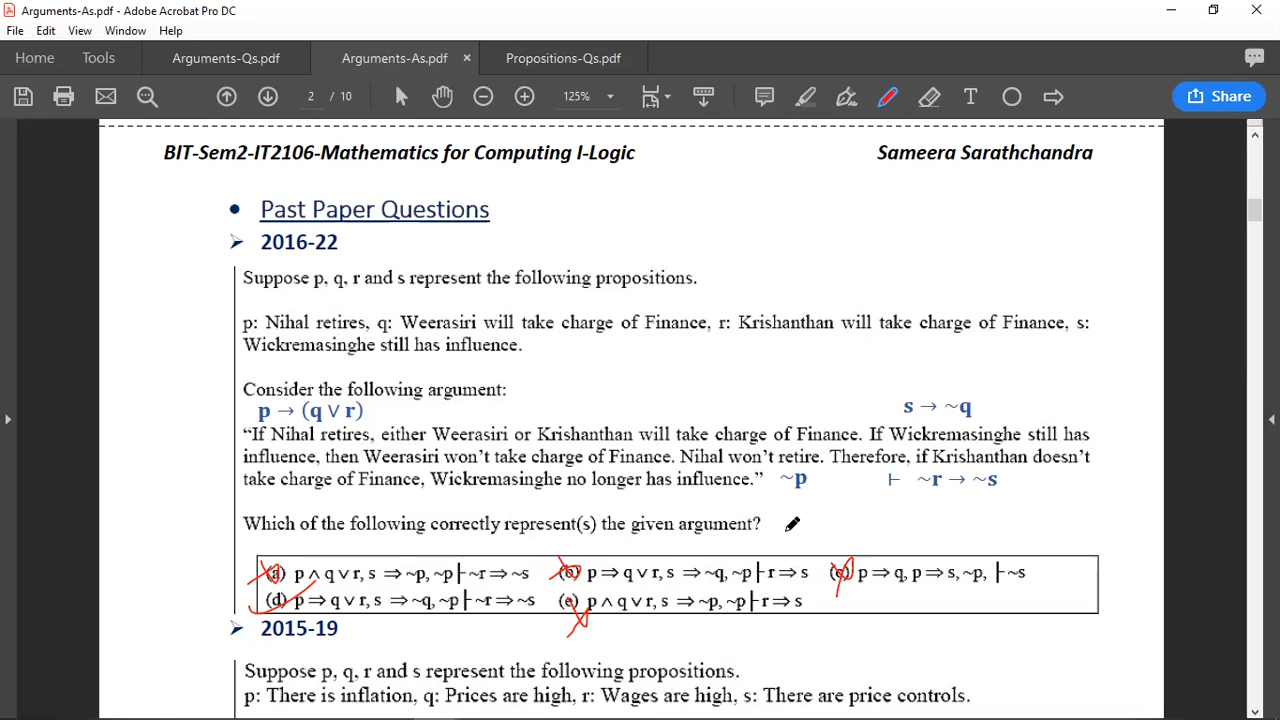 Arguments-As.pdf - Adobe Acrobat Pro DC
File Edit View Window Help
Home Tools Arguments-Qs.pdf Arguments-As.pdf × Propositions-Qs.pdf
2 / 10 125% Share
BIT-Sem2-IT2106-Mathematics for Computing I-Logic Sameera Sarathchandra
• Past Paper Questions
➢ 2016-22
Suppose p, q, r and s represent the following propositions.
p: Nihal retires, q: Weerasiri will take charge of Finance, r: Krishanthan will take charge of Finance, s:
Wickremasinghe still has influence.
Consider the following argument:
p → (q ∨ r) s → ~q
“If Nihal retires, either Weerasiri or Krishanthan will take charge of Finance. If Wickremasinghe still has
influence, then Weerasiri won’t take charge of Finance. Nihal won’t retire. Therefore, if Krishanthan doesn’t
take charge of Finance, Wickremasinghe no longer has influence.” ~p ⊢ ~r → ~s
Which of the following correctly represent(s) the given argument?
(a) p ∧ q ∨ r, s ⇒ ~p, ~p ├ ~r ⇒ ~s (b) p ⇒ q ∨ r, s ⇒ ~q, ~p ├ r ⇒ s (c) p ⇒ q, p ⇒ s, ~p, ├ ~s
(d) p ⇒ q ∨ r, s ⇒ ~q, ~p ├ ~r ⇒ ~s (e) p ∧ q ∨ r, s ⇒ ~p, ~p ├ r ⇒ s
➢ 2015-19
Suppose p, q, r and s represent the following propositions.
p: There is inflation, q: Prices are high, r: Wages are high, s: There are price controls.